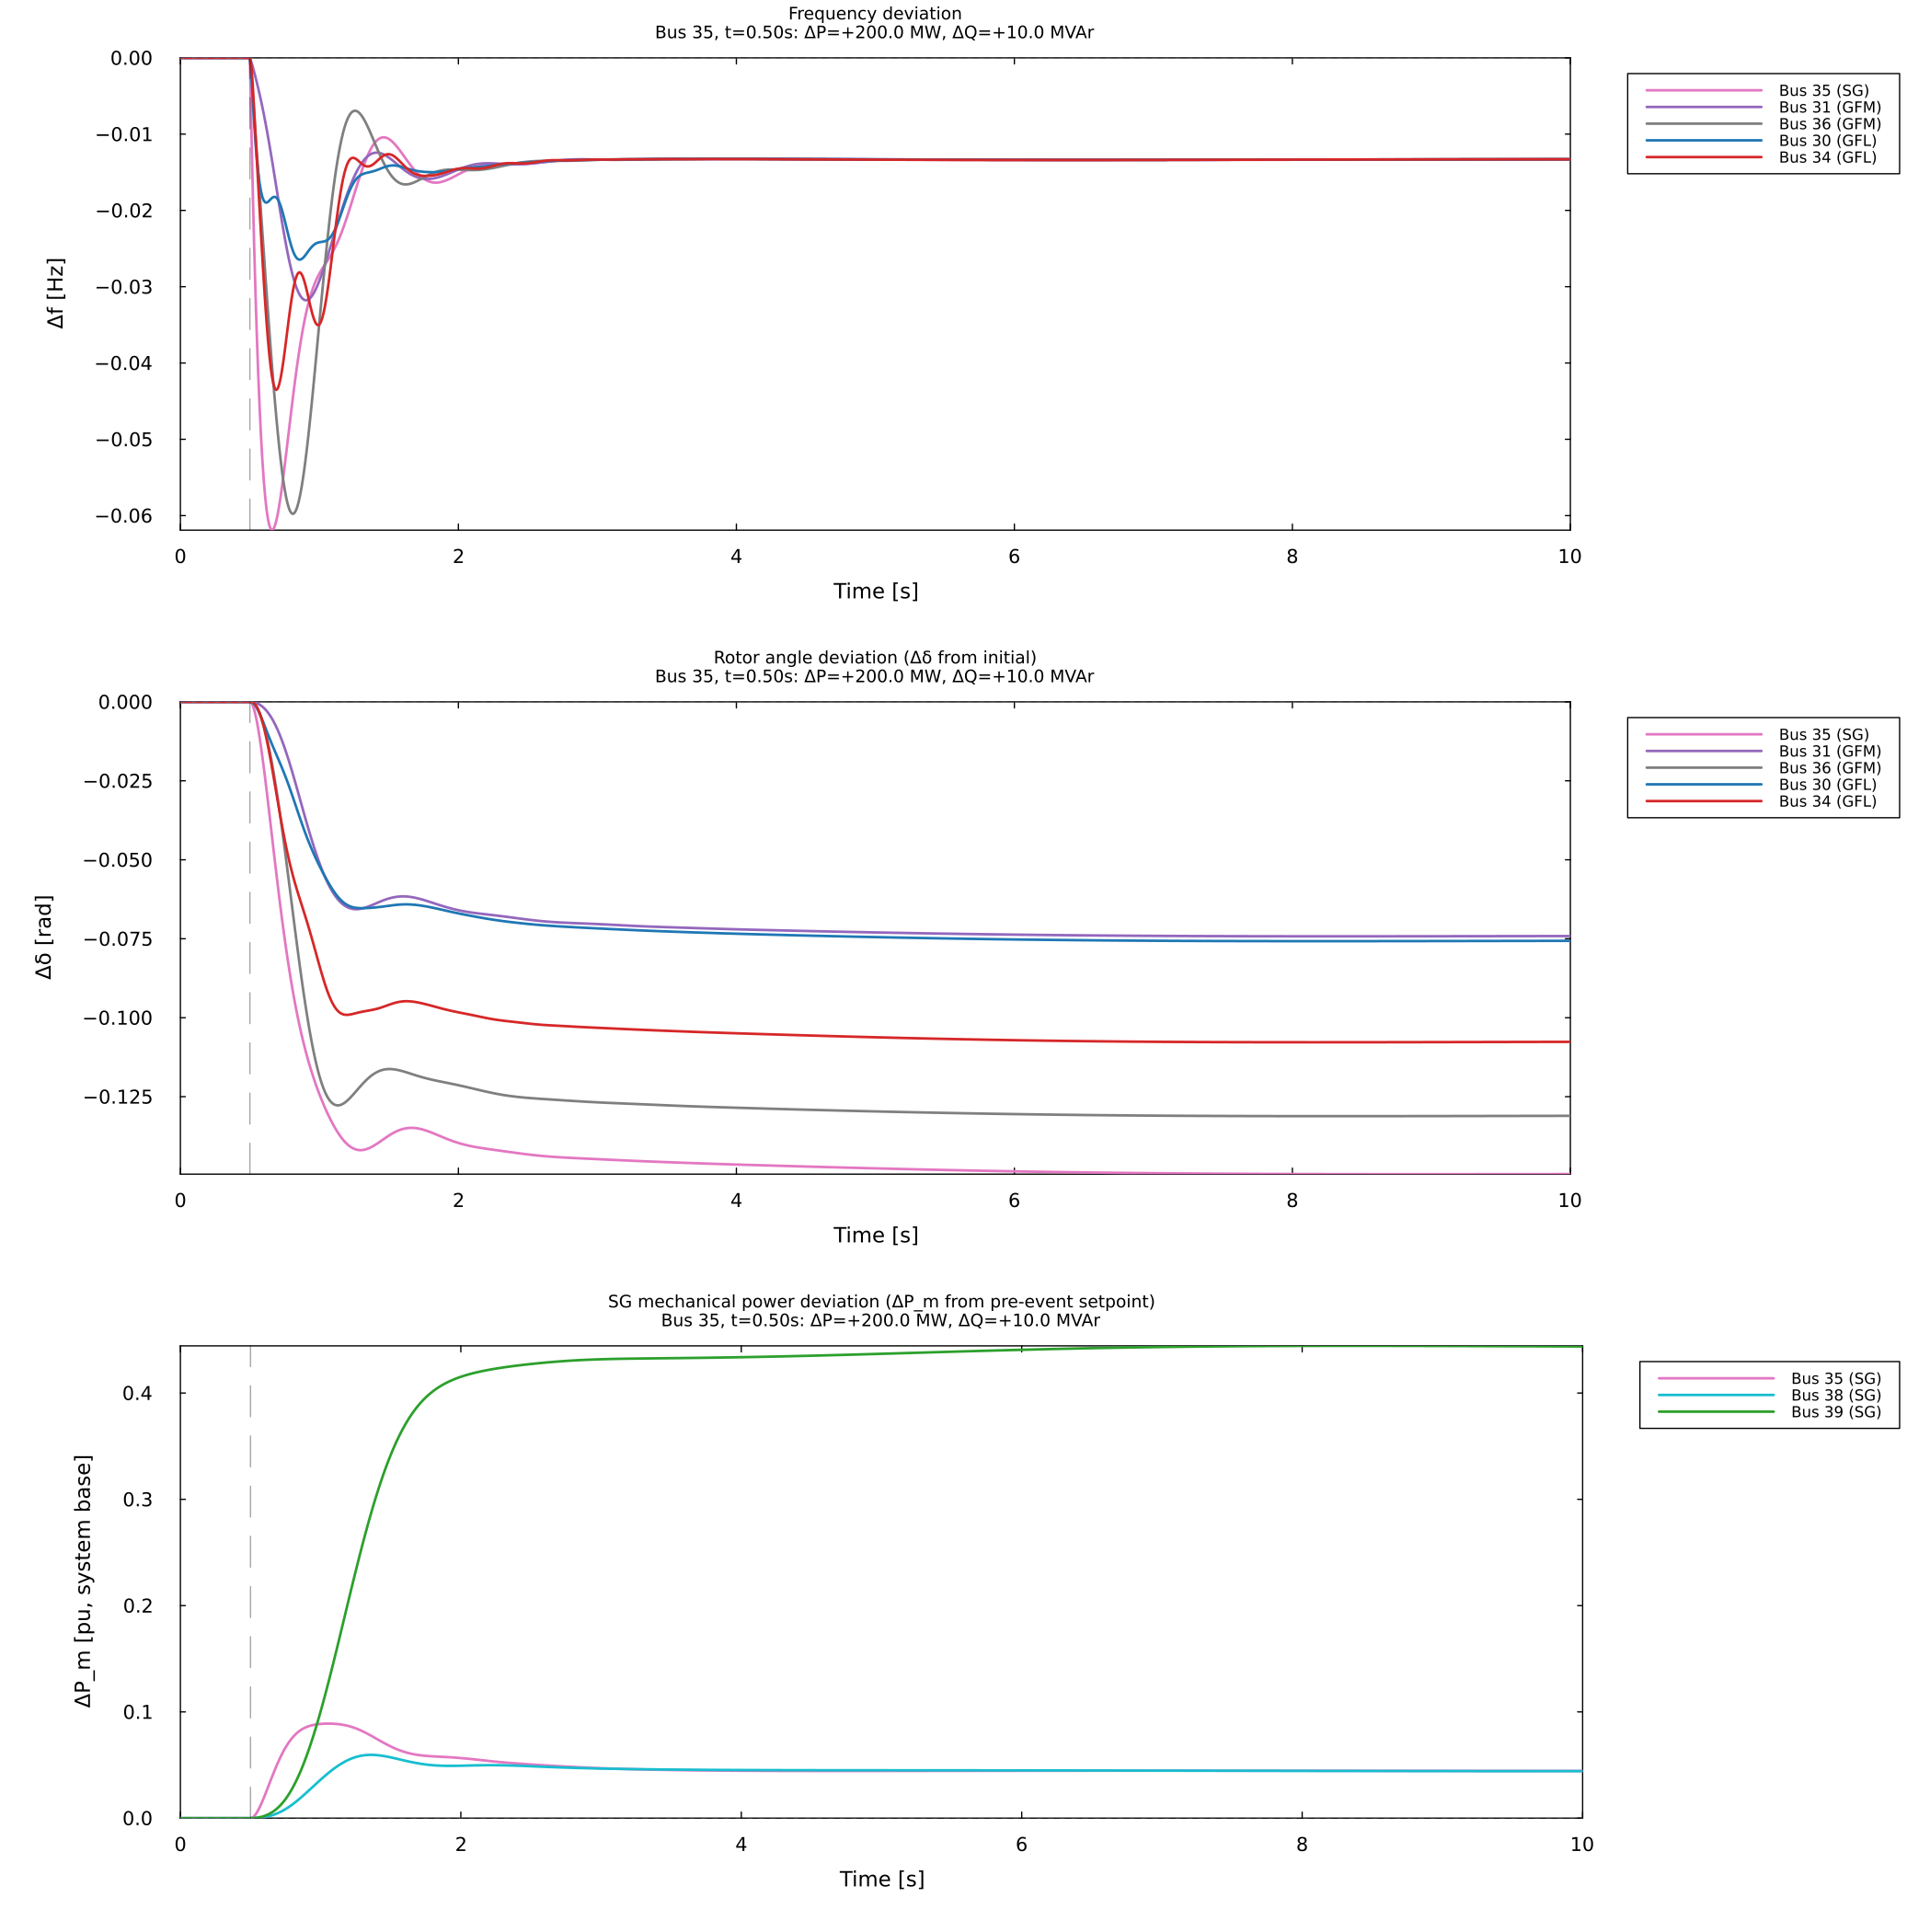 Frequency deviation
Bus 35, t=0.50s: ΔP=+200.0 MW, ΔQ=+10.0 MVAr
0.00
−0.01
−0.02
−0.03
−0.04
−0.05
−0.06
Δf [Hz]
0 2 4 6 8 10
Time [s]
Bus 35 (SG)
Bus 31 (GFM)
Bus 36 (GFM)
Bus 30 (GFL)
Bus 34 (GFL)
Rotor angle deviation (Δδ from initial)
Bus 35, t=0.50s: ΔP=+200.0 MW, ΔQ=+10.0 MVAr
0.000
−0.025
−0.050
−0.075
−0.100
−0.125
Δδ [rad]
0 2 4 6 8 10
Time [s]
Bus 35 (SG)
Bus 31 (GFM)
Bus 36 (GFM)
Bus 30 (GFL)
Bus 34 (GFL)
SG mechanical power deviation (ΔP_m from pre-event setpoint)
Bus 35, t=0.50s: ΔP=+200.0 MW, ΔQ=+10.0 MVAr
0.4
0.3
0.2
0.1
0.0
ΔP_m [pu, system base]
0 2 4 6 8 10
Time [s]
Bus 35 (SG)
Bus 38 (SG)
Bus 39 (SG)